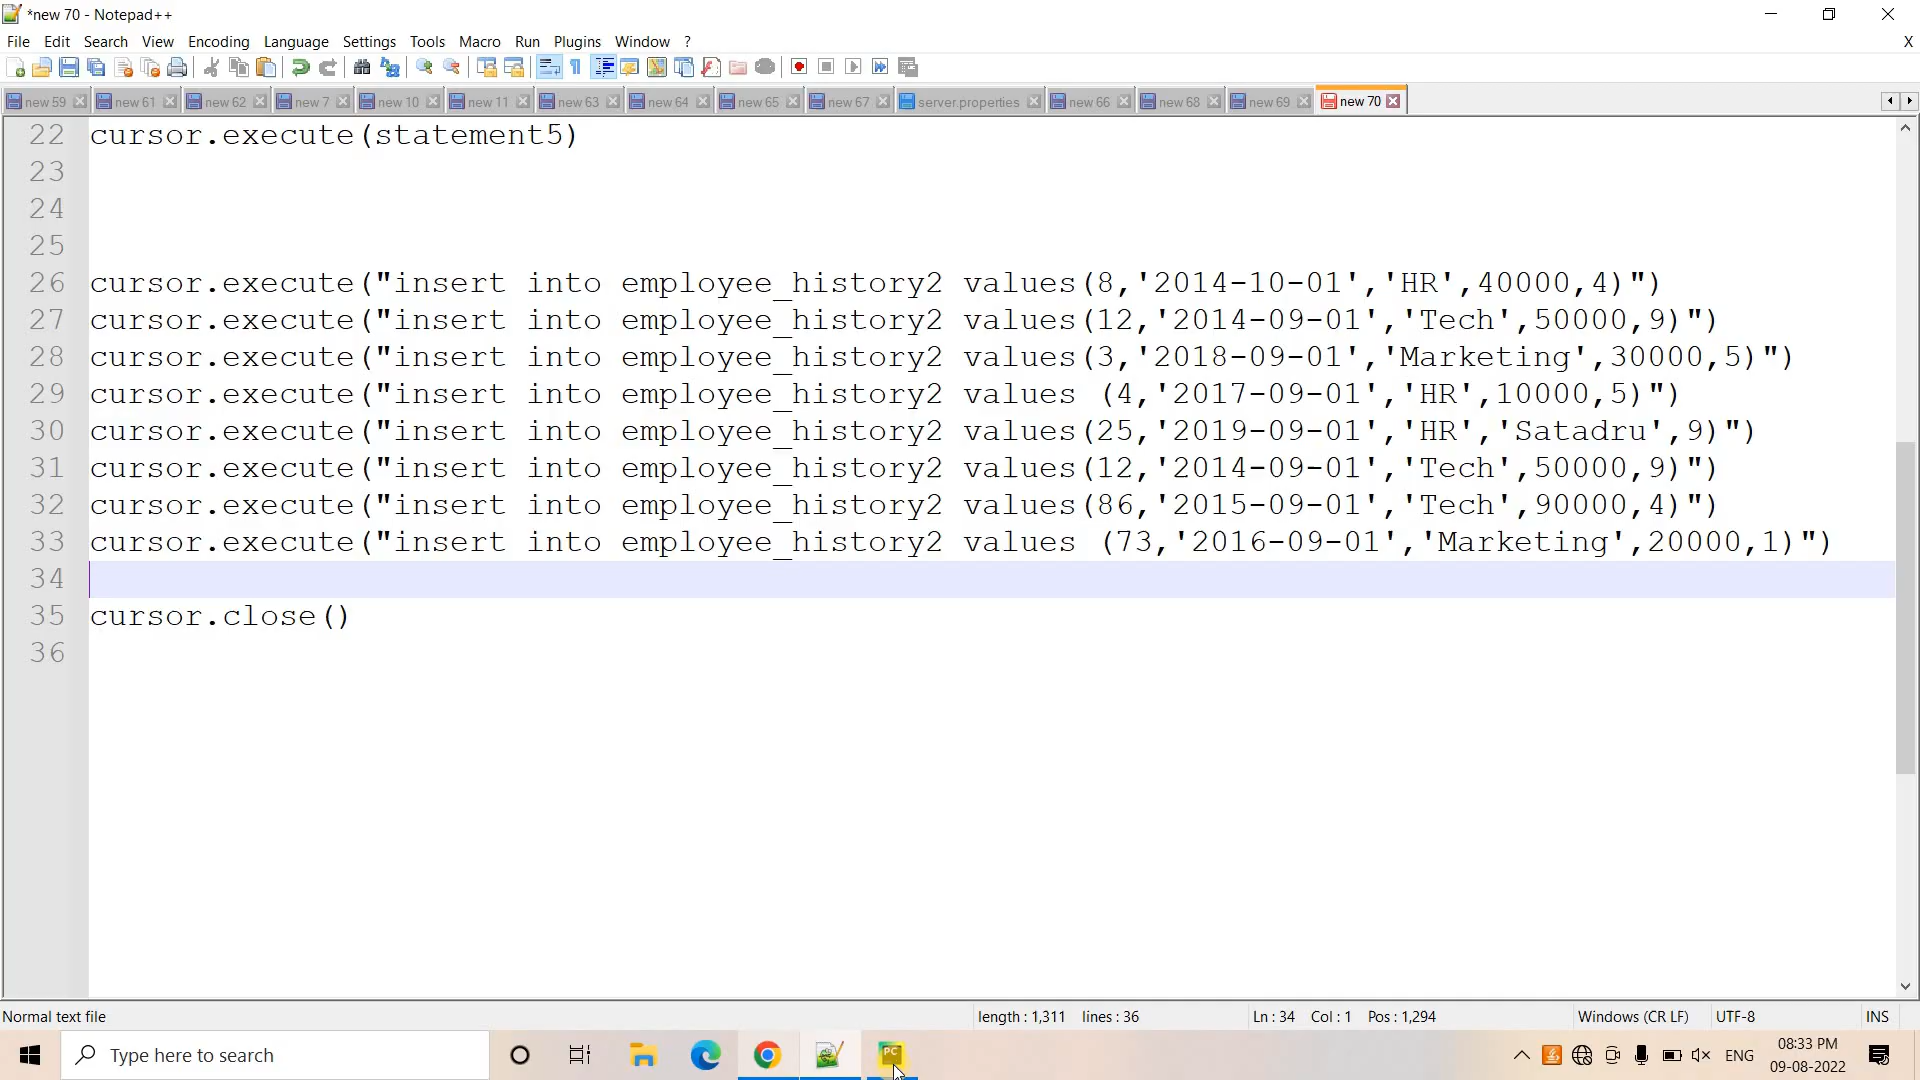 *new 70 - Notepad++
File Edit Search View Encoding Language Settings Tools Macro Run Plugins Window ? X
new 59 new 61 new 62 new 7 new 10 new 11 new 63 new 64 new 65 new 67 server.properties new 66 new 68 new 69 new 70
22 cursor.execute(statement5)
23
24
25
26 cursor.execute("insert into employee_history2 values(8,'2014-10-01','HR',40000,4)")
27 cursor.execute("insert into employee_history2 values(12,'2014-09-01','Tech',50000,9)")
28 cursor.execute("insert into employee_history2 values(3,'2018-09-01','Marketing',30000,5)")
29 cursor.execute("insert into employee_history2 values (4,'2017-09-01','HR',10000,5)")
30 cursor.execute("insert into employee_history2 values(25,'2019-09-01','HR','Satadru',9)")
31 cursor.execute("insert into employee_history2 values(12,'2014-09-01','Tech',50000,9)")
32 cursor.execute("insert into employee_history2 values(86,'2015-09-01','Tech',90000,4)")
33 cursor.execute("insert into employee_history2 values (73,'2016-09-01','Marketing',20000,1)")
34
35 cursor.close()
36
Normal text file length : 1,311 lines : 36 Ln : 34 Col : 1 Pos : 1,294 Windows (CR LF) UTF-8 INS
Type here to search PC ENG 08:33 PM
09-08-2022